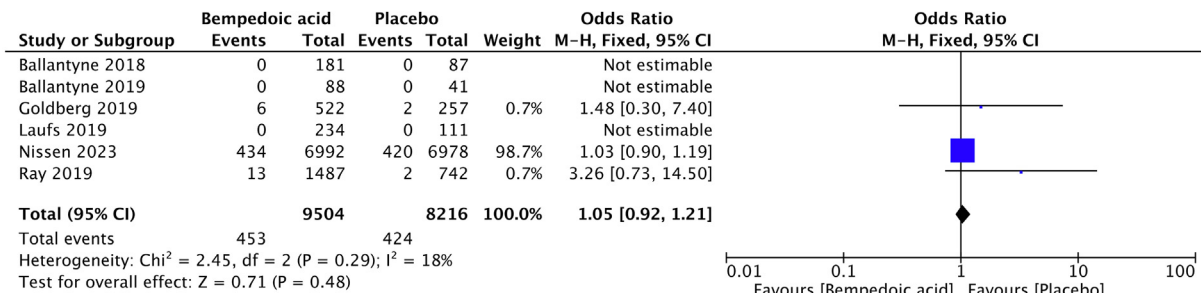 Bempedoic acid Placebo Odds Ratio Odds Ratio
Study or Subgroup Events Total Events Total Weight M-H, Fixed, 95% CI M-H, Fixed, 95% CI
Ballantyne 2018 0 181 0 87 Not estimable
Ballantyne 2019 0 88 0 41 Not estimable
Goldberg 2019 6 522 2 257 0.7% 1.48 [0.30, 7.40]
Laufs 2019 0 234 0 111 Not estimable
Nissen 2023 434 6992 420 6978 98.7% 1.03 [0.90, 1.19]
Ray 2019 13 1487 2 742 0.7% 3.26 [0.73, 14.50]
Total (95% CI) 9504 8216 100.0% 1.05 [0.92, 1.21]
Total events 453 424
Heterogeneity: Chi² = 2.45, df = 2 (P = 0.29); I² = 18%
Test for overall effect: Z = 0.71 (P = 0.48)
0.01 0.1 1 10 100
Favours [Bempedoic acid] Favours [Placebo]